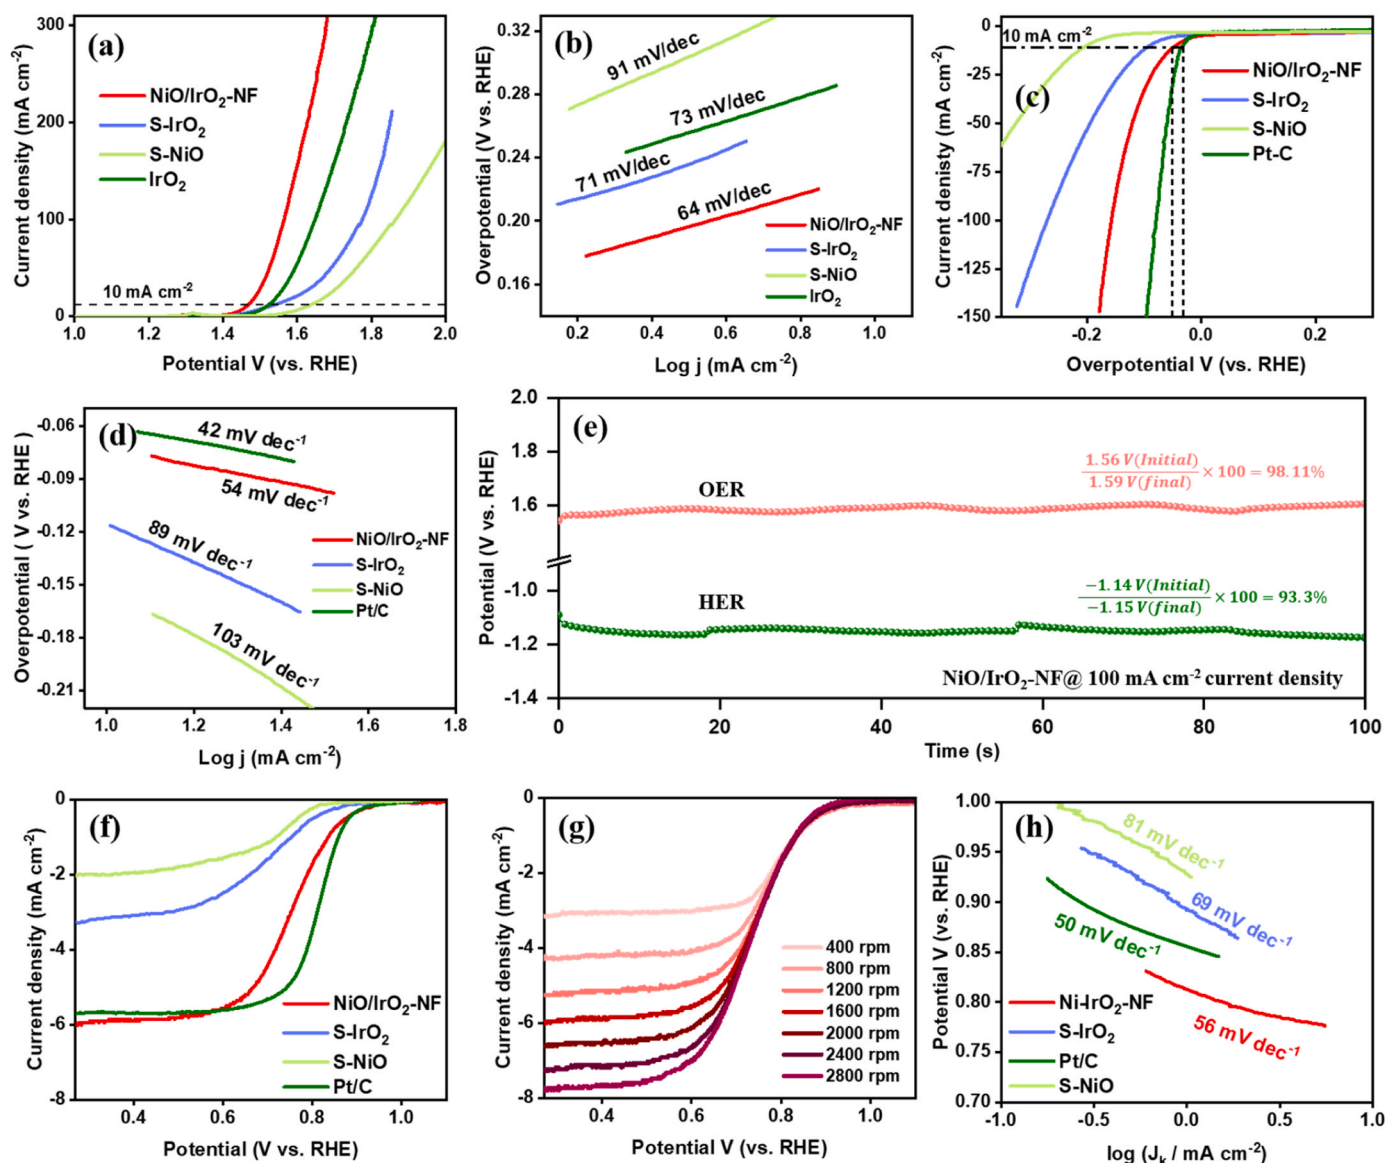 (a)
300
200
100
0
1.0
1.2
1.4
1.6
1.8
2.0
Current density (mA cm⁻²)
Potential V (vs. RHE)
NiO/IrO₂-NF
S-IrO₂
S-NiO
IrO₂
10 mA cm⁻²
(b)
0.32
0.28
0.24
0.20
0.16
0.2
0.4
0.6
0.8
1.0
Overpotential (V vs. RHE)
Log j (mA cm⁻²)
91 mV/dec
73 mV/dec
71 mV/dec
64 mV/dec
NiO/IrO₂-NF
S-IrO₂
S-NiO
IrO₂
(c)
0
-25
-50
-75
-100
-125
-150
-0.2
0.0
0.2
Current denisty (mA cm⁻²)
Overpotential V (vs. RHE)
10 mA cm⁻²
NiO/IrO₂-NF
S-IrO₂
S-NiO
Pt-C
(d)
-0.06
-0.09
-0.12
-0.15
-0.18
-0.21
1.0
1.2
1.4
1.6
1.8
Overpotential ( V vs. RHE )
Log j (mA cm⁻²)
42 mV dec⁻¹
54 mV dec⁻¹
89 mV dec⁻¹
103 mV dec⁻¹
NiO/IrO₂-NF
S-IrO₂
S-NiO
Pt/C
(e)
2.0
1.8
1.6
-1.0
-1.2
-1.4
0
20
40
60
80
100
Potential (V vs. RHE)
Time (s)
OER
1.56 V(Initial)
1.59 V(final)
× 100 = 98.11%
HER
−1.14 V(Initial)
−1.15 V(final)
× 100 = 93.3%
NiO/IrO₂-NF@ 100 mA cm⁻² current density
(f)
0
-2
-4
-6
-8
0.4
0.6
0.8
1.0
Current density (mA cm⁻²)
Potential (V vs. RHE)
NiO/IrO₂-NF
S-IrO₂
S-NiO
Pt/C
(g)
0
-2
-4
-6
-8
0.4
0.6
0.8
1.0
Current density (mA cm⁻²)
Potential V (vs. RHE)
400 rpm
800 rpm
1200 rpm
1600 rpm
2000 rpm
2400 rpm
2800 rpm
(h)
1.00
0.95
0.90
0.85
0.80
0.75
0.70
-1.0
-0.5
0.0
0.5
1.0
Potential V (vs. RHE)
log (Jₖ / mA cm⁻²)
81 mV dec⁻¹
69 mV dec⁻¹
50 mV dec⁻¹
56 mV dec⁻¹
Ni-IrO₂-NF
S-IrO₂
Pt/C
S-NiO